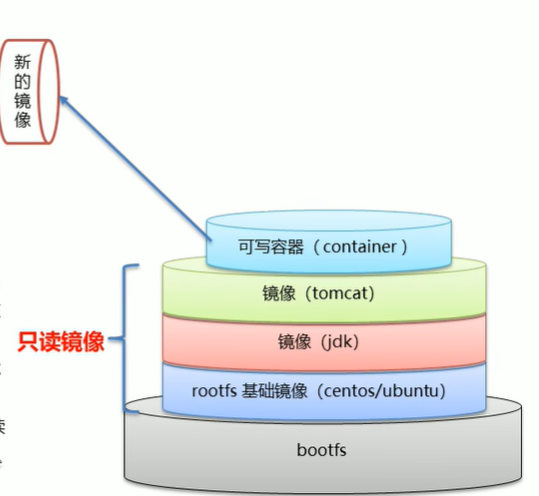 新的镜像
可写容器（container）
镜像（tomcat）
只读镜像
镜像（jdk）
rootfs 基础镜像（centos/ubuntu）
bootfs